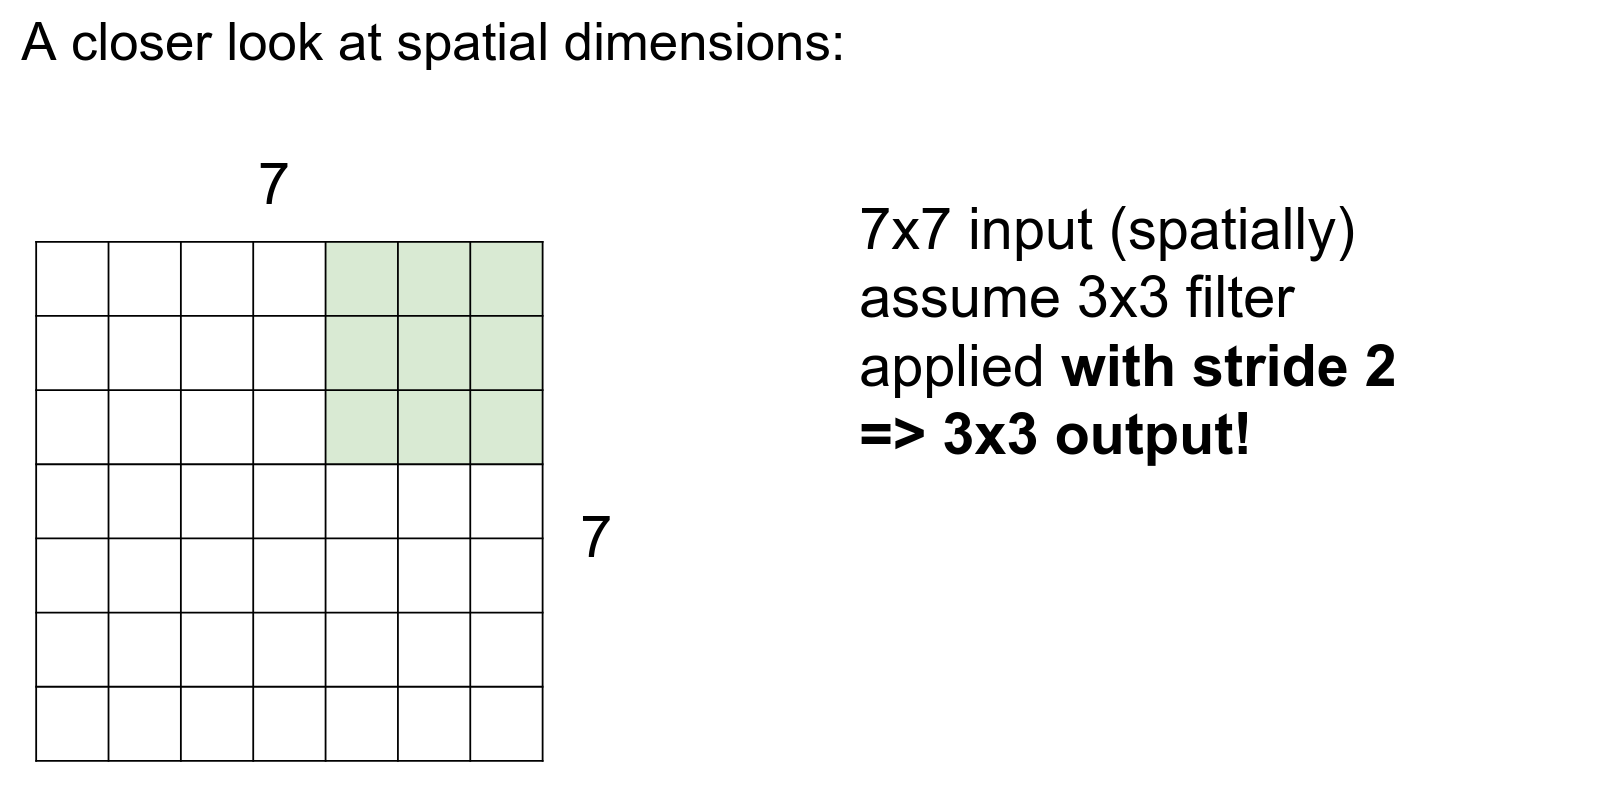 A closer look at spatial dimensions:
7
7x7 input (spatially)
assume 3x3 filter
applied with stride 2
=> 3x3 output!
7